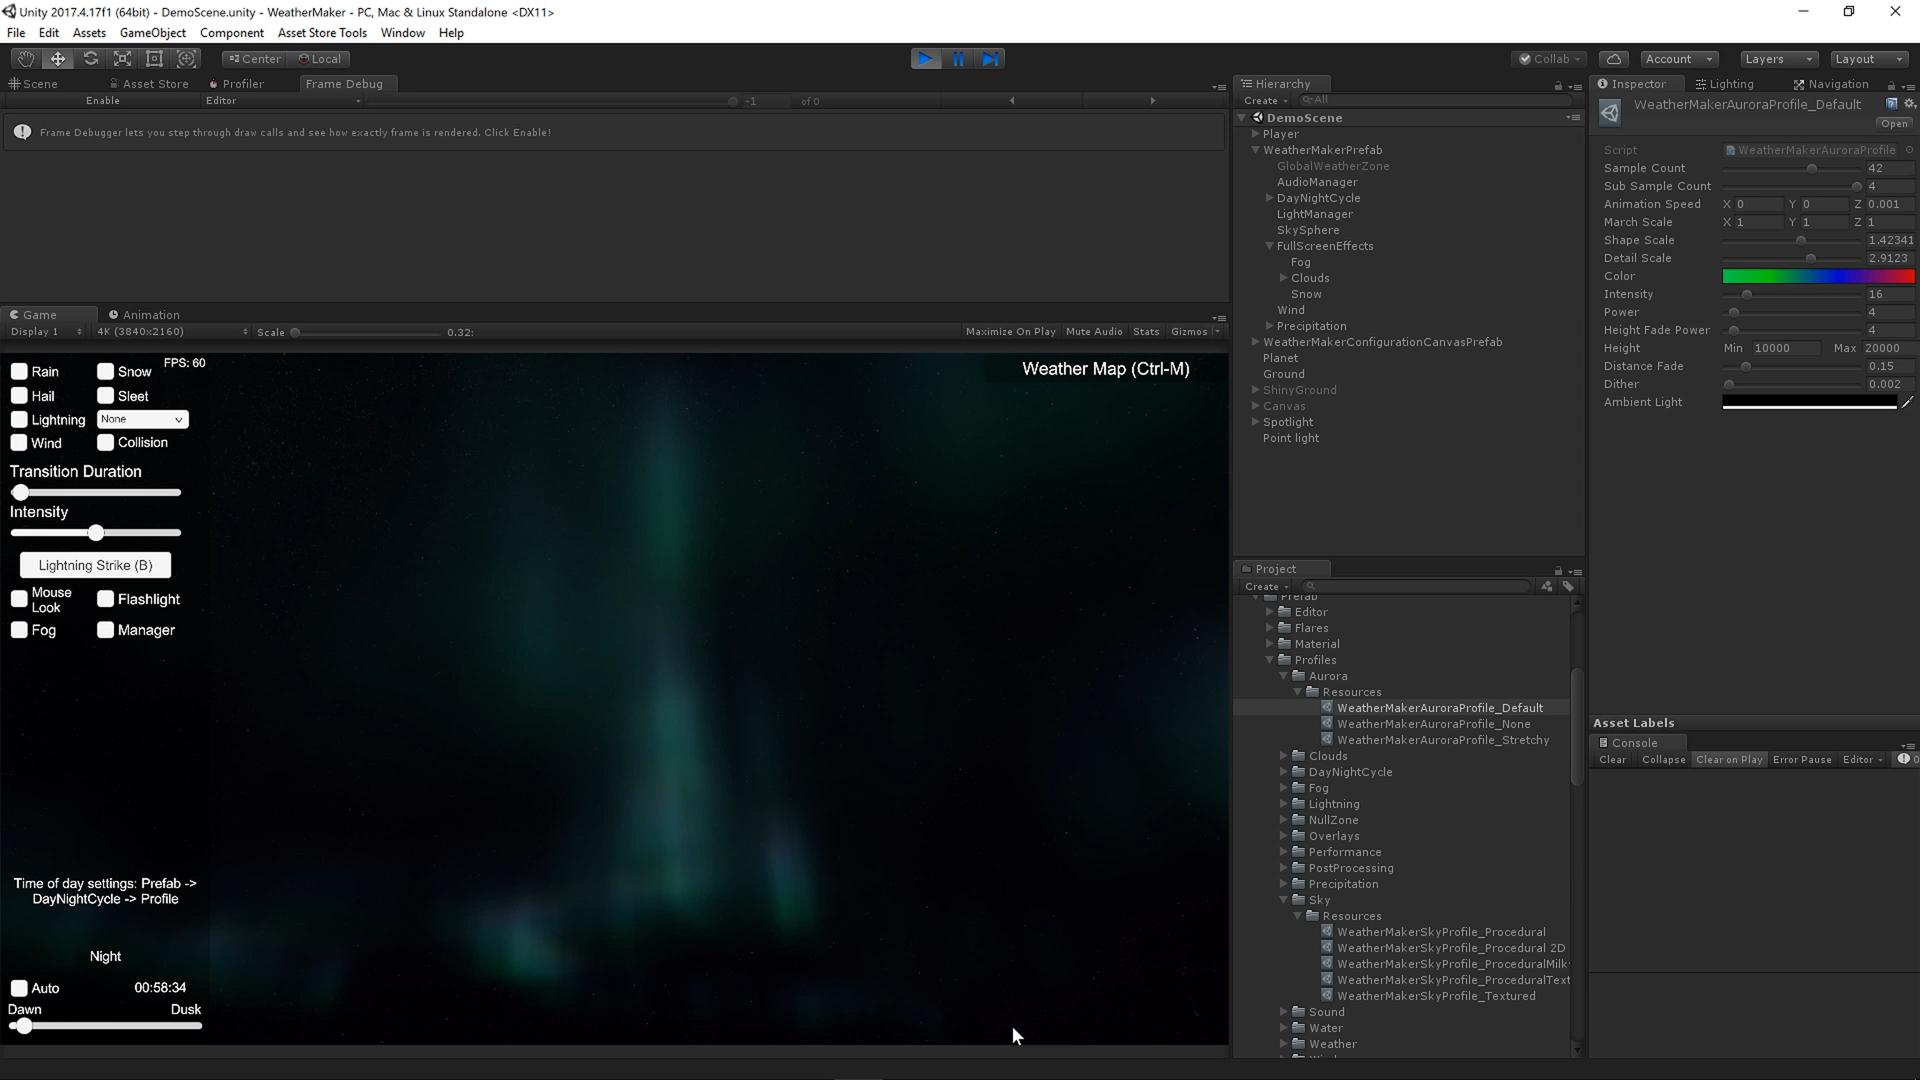 Unity 2017.4.17f1 (64bit) - DemoScene.unity - WeatherMaker - PC, Mac & Linux Standalone <DX11>
File Edit Assets GameObject Component Asset Store Tools Window Help
Center Local Collab Account Layers Layout
Scene Asset Store Profiler Frame Debug
Enable Editor -1 of 0
Frame Debugger lets you step through draw calls and see how exactly frame is rendered. Click Enable!
Game Animation
Display 1 4K (3840x2160) Scale 0.32: Maximize On Play Mute Audio Stats Gizmos
FPS: 60
Rain Snow
Hail Sleet
Lightning None
Wind Collision
Transition Duration
Intensity
Lightning Strike (B)
Mouse Look Flashlight
Fog Manager
Weather Map (Ctrl-M)
Time of day settings: Prefab ->
DayNightCycle -> Profile
Night
Auto 00:58:34
Dawn Dusk
Hierarchy
Create All
DemoScene
Player
WeatherMakerPrefab
GlobalWeatherZone
AudioManager
DayNightCycle
LightManager
SkySphere
FullScreenEffects
Fog
Clouds
Snow
Wind
Precipitation
WeatherMakerConfigurationCanvasPrefab
Planet
Ground
ShinyGround
Canvas
Spotlight
Point light
Project
Create
Prefab
Editor
Flares
Material
Profiles
Aurora
Resources
WeatherMakerAuroraProfile_Default
WeatherMakerAuroraProfile_None
WeatherMakerAuroraProfile_Stretchy
Clouds
DayNightCycle
Fog
Lightning
NullZone
Overlays
Performance
PostProcessing
Precipitation
Sky
Resources
WeatherMakerSkyProfile_Procedural
WeatherMakerSkyProfile_Procedural 2D
WeatherMakerSkyProfile_ProceduralMilk
WeatherMakerSkyProfile_ProceduralText
WeatherMakerSkyProfile_Textured
Sound
Water
Weather
Inspector Lighting Navigation
WeatherMakerAuroraProfile_Default
Open
Script WeatherMakerAuroraProfile
Sample Count 42
Sub Sample Count 4
Animation Speed X 0 Y 0 Z 0.001
March Scale X 1 Y 1 Z 1
Shape Scale 1.42341
Detail Scale 2.9123
Color
Intensity 16
Power 4
Height Fade Power 4
Height Min 10000 Max 20000
Distance Fade 0.15
Dither 0.002
Ambient Light
Asset Labels
Console
Clear Collapse Clear on Play Error Pause Editor 0